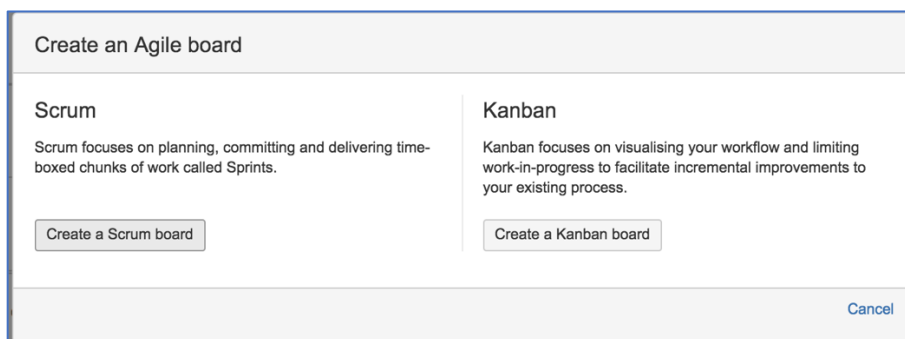 Create an Agile board
Scrum
Scrum focuses on planning, committing and delivering time-
boxed chunks of work called Sprints.
Create a Scrum board
Kanban
Kanban focuses on visualising your workflow and limiting
work-in-progress to facilitate incremental improvements to
your existing process.
Create a Kanban board
Cancel